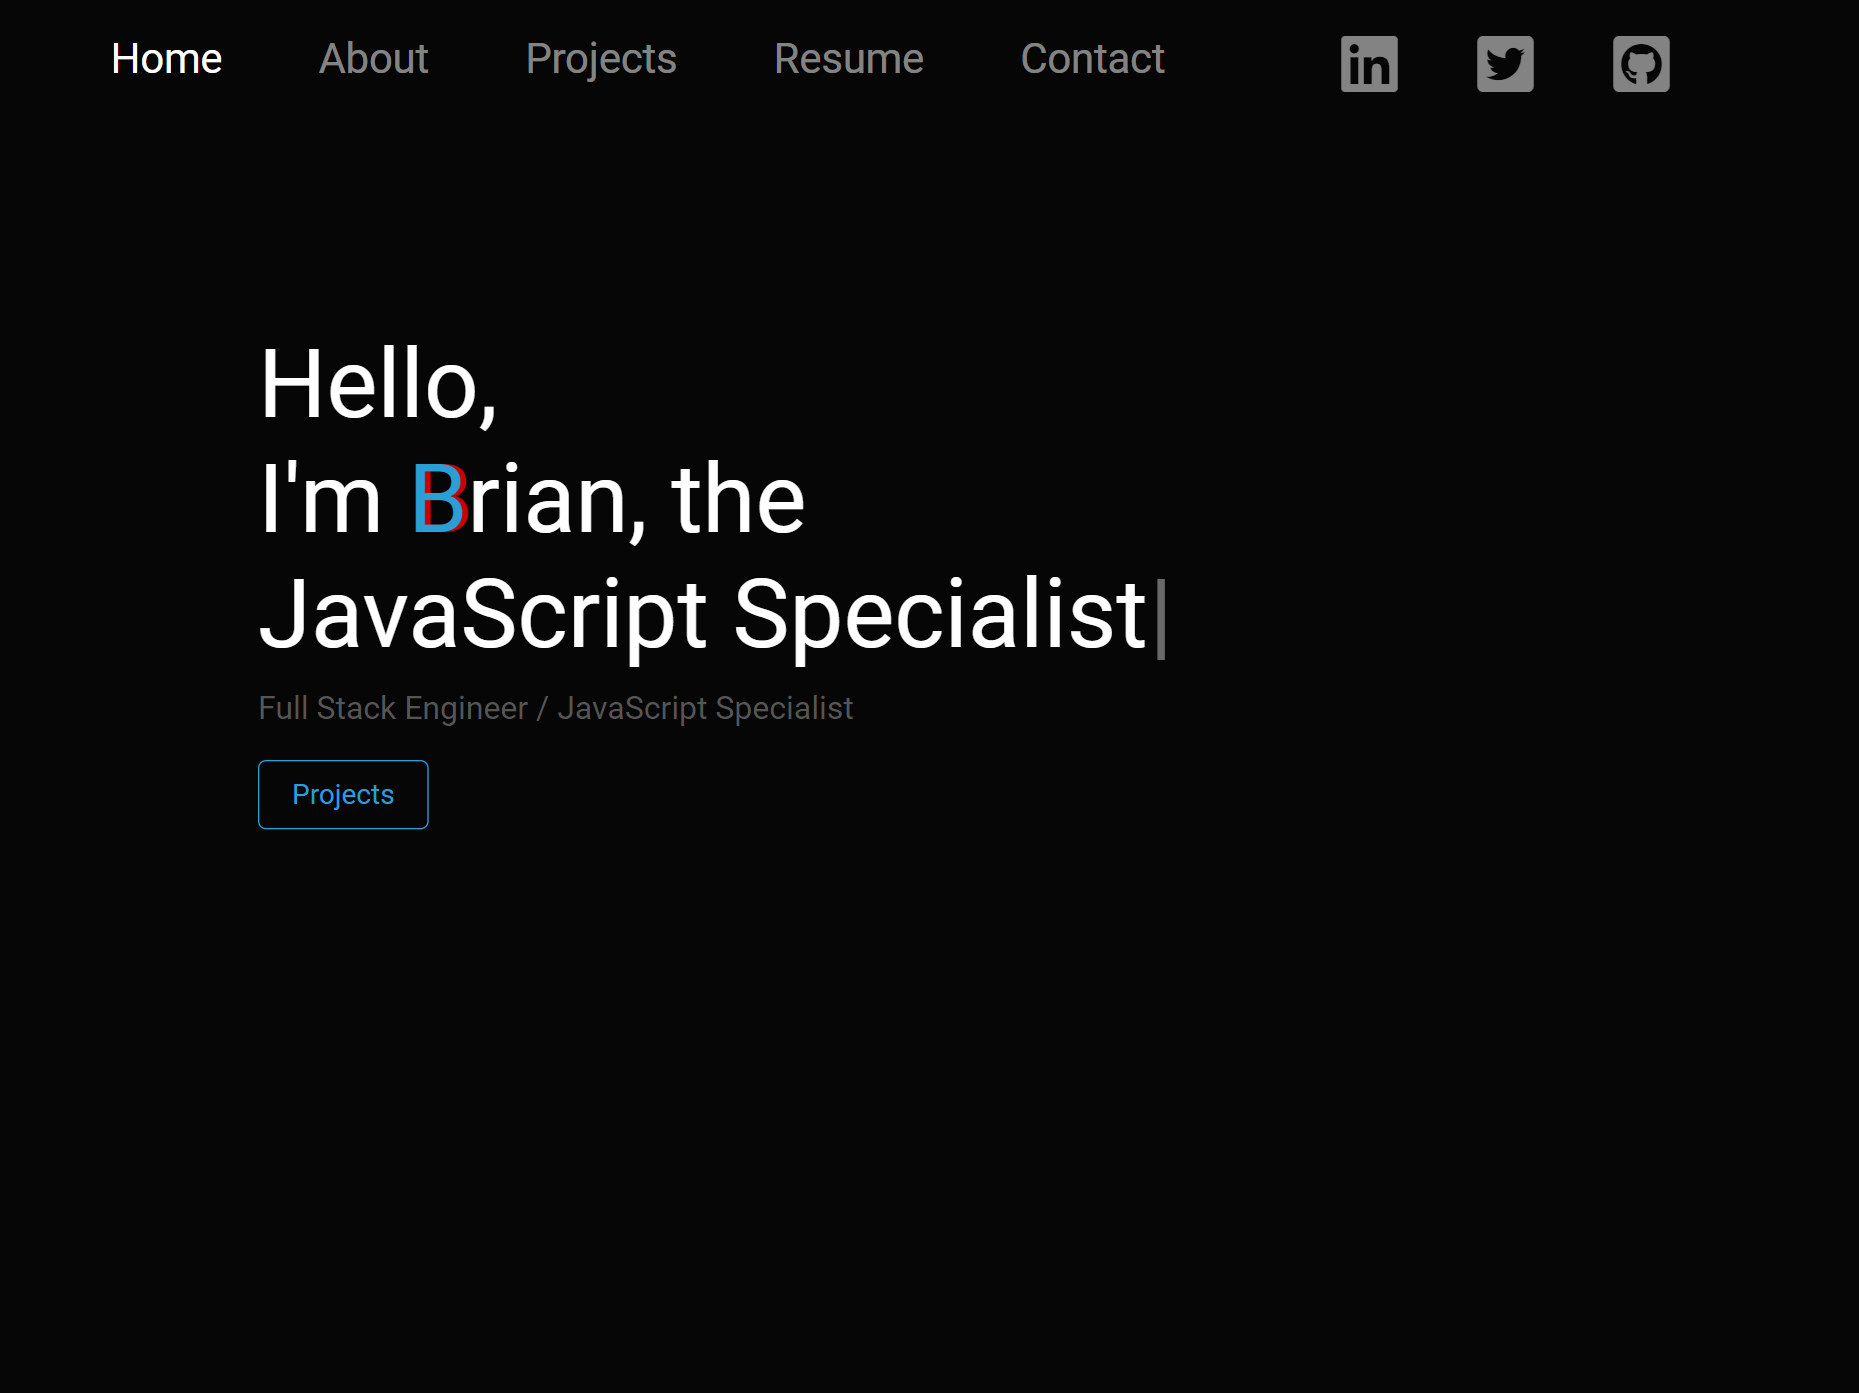 Home About Projects Resume Contact in
Hello,
I'm Brian, the
JavaScript Specialist|
Full Stack Engineer / JavaScript Specialist
Projects